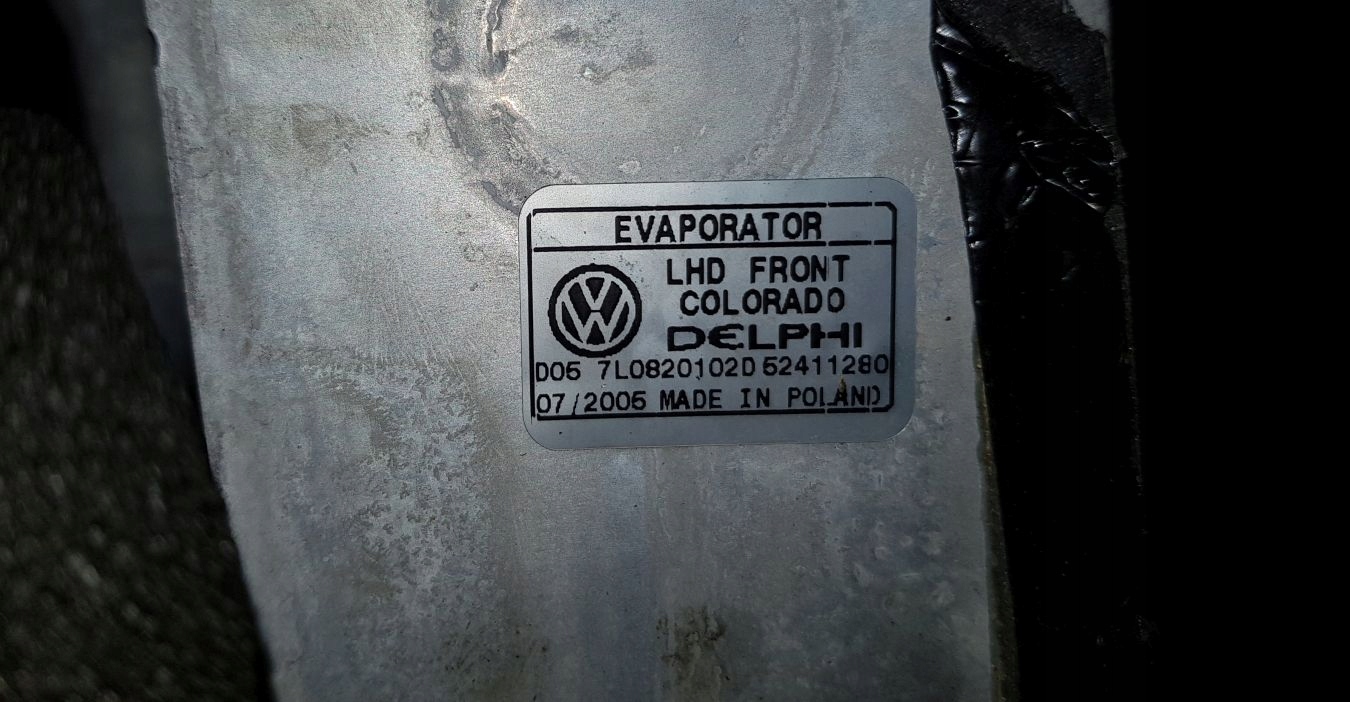 EVAPORATOR
LHD FRONT
COLORADO
DELPHI
D05 7L0820102D 52411280
07/2005 MADE IN POLAND